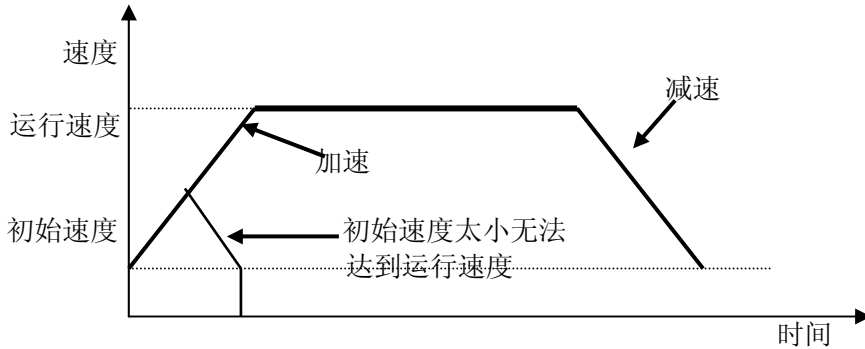 速度
减速
运行速度
加速
初始速度
初始速度太小无法
达到运行速度
时间